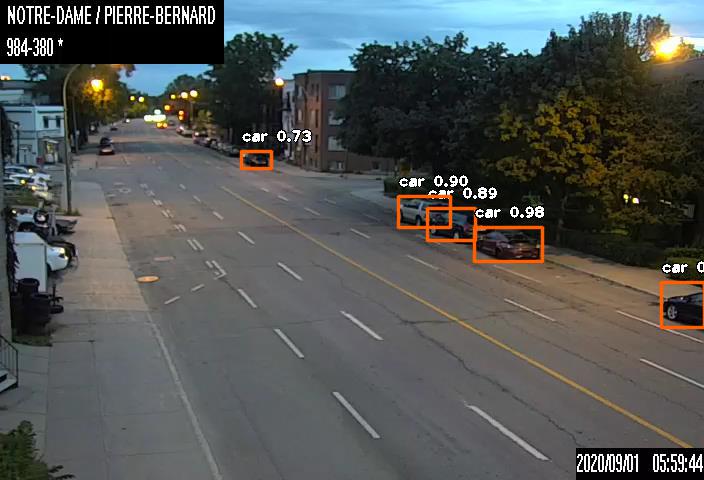 NOTRE-DAME / PIERRE-BERNARD
984-380 *
car 0.73
car 0.90
0.89
car 0.98
car 0
2020/09/01 05:59:44